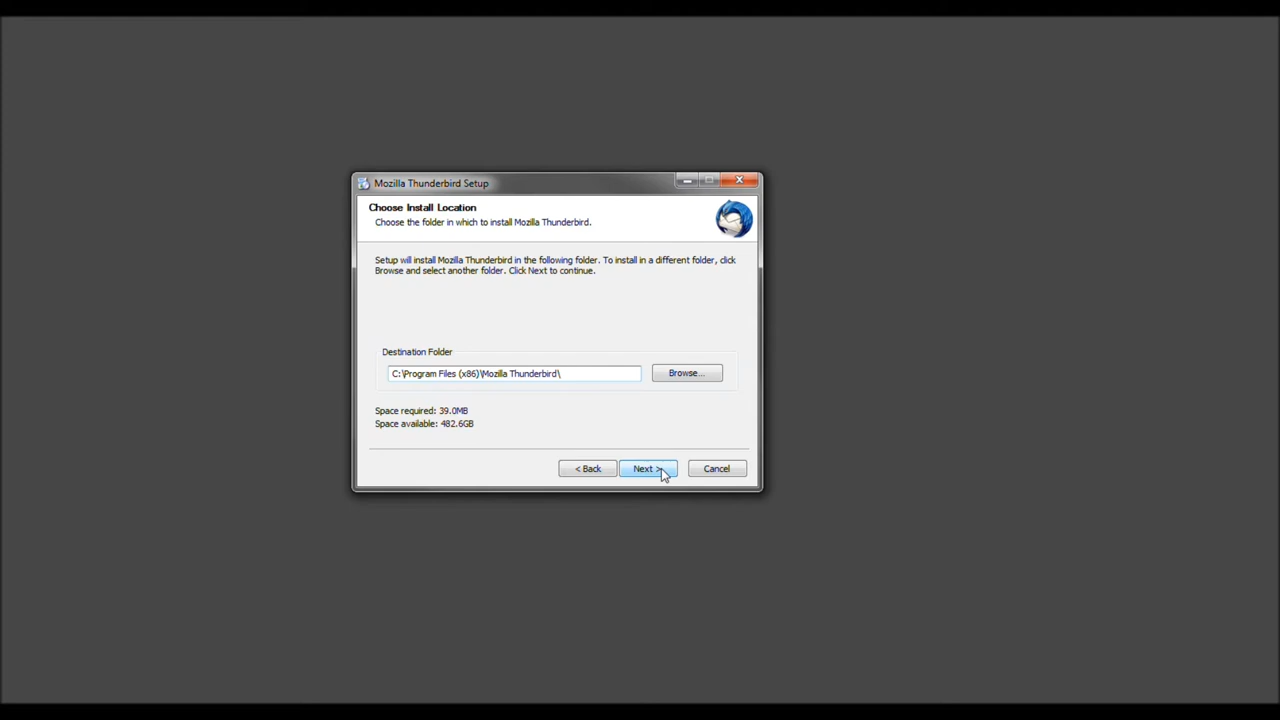 Mozilla Thunderbird Setup
Choose Install Location
Choose the folder in which to install Mozilla Thunderbird.
Setup will install Mozilla Thunderbird in the following folder. To install in a different folder, click
Browse and select another folder. Click Next to continue.
Destination Folder
C:\Program Files (x86)\Mozilla Thunderbird\
Browse...
Space required: 39.0MB
Space available: 482.6GB
< Back
Next >
Cancel